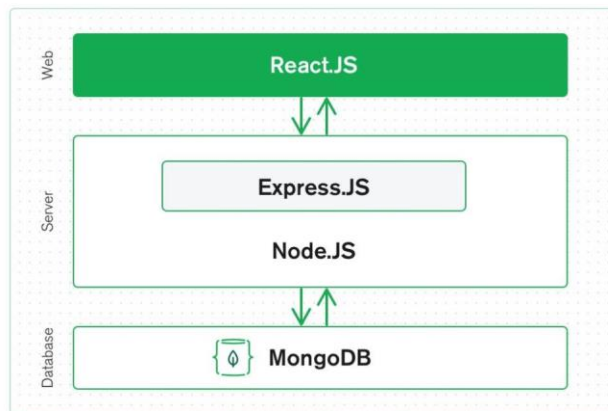 Web
React.JS
Server
Express.JS
Node.JS
Database
MongoDB